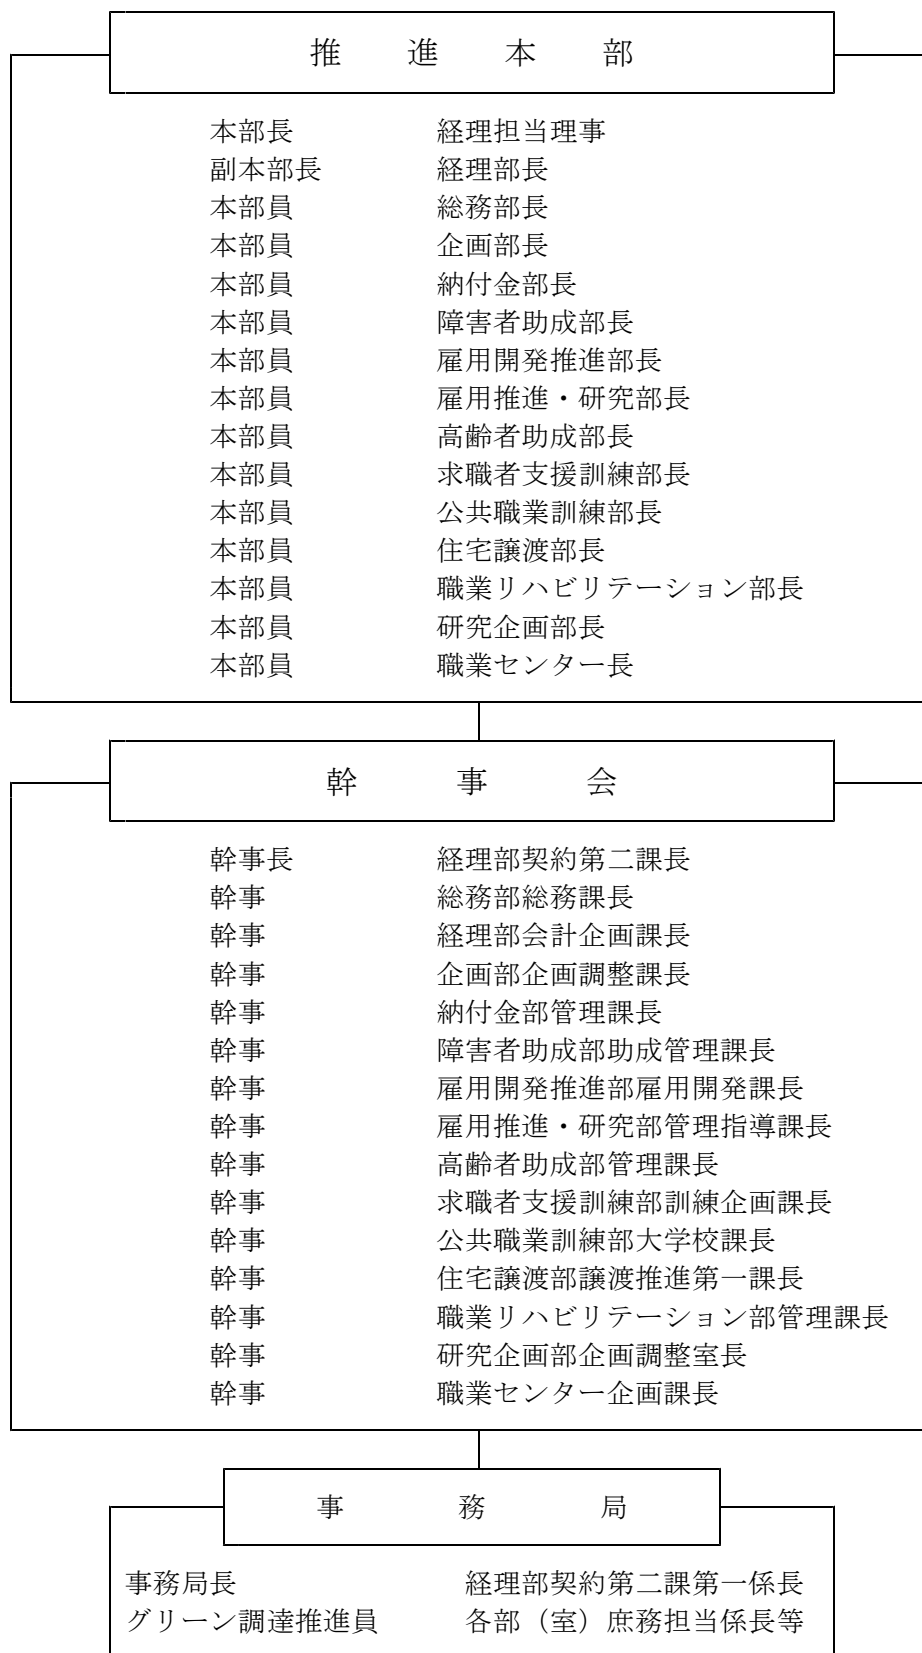 推進本部
本部長 経理担当理事
副本部長 経理部長
本部員 総務部長
本部員 企画部長
本部員 納付金部長
本部員 障害者助成部長
本部員 雇用開発推進部長
本部員 雇用推進・研究部長
本部員 高齢者助成部長
本部員 求職者支援訓練部長
本部員 公共職業訓練部長
本部員 住宅譲渡部長
本部員 職業リハビリテーション部長
本部員 研究企画部長
本部員 職業センター長
幹事会
幹事長 経理部契約第二課長
幹事 総務部総務課長
幹事 経理部会計企画課長
幹事 企画部企画調整課長
幹事 納付金部管理課長
幹事 障害者助成部助成管理課長
幹事 雇用開発推進部雇用開発課長
幹事 雇用推進・研究部管理指導課長
幹事 高齢者助成部管理課長
幹事 求職者支援訓練部訓練企画課長
幹事 公共職業訓練部大学校課長
幹事 住宅譲渡部譲渡推進第一課長
幹事 職業リハビリテーション部管理課長
幹事 研究企画部企画調整室長
幹事 職業センター企画課長
事務局
事務局長 経理部契約第二課第一係長
グリーン調達推進員 各部（室）庶務担当係長等